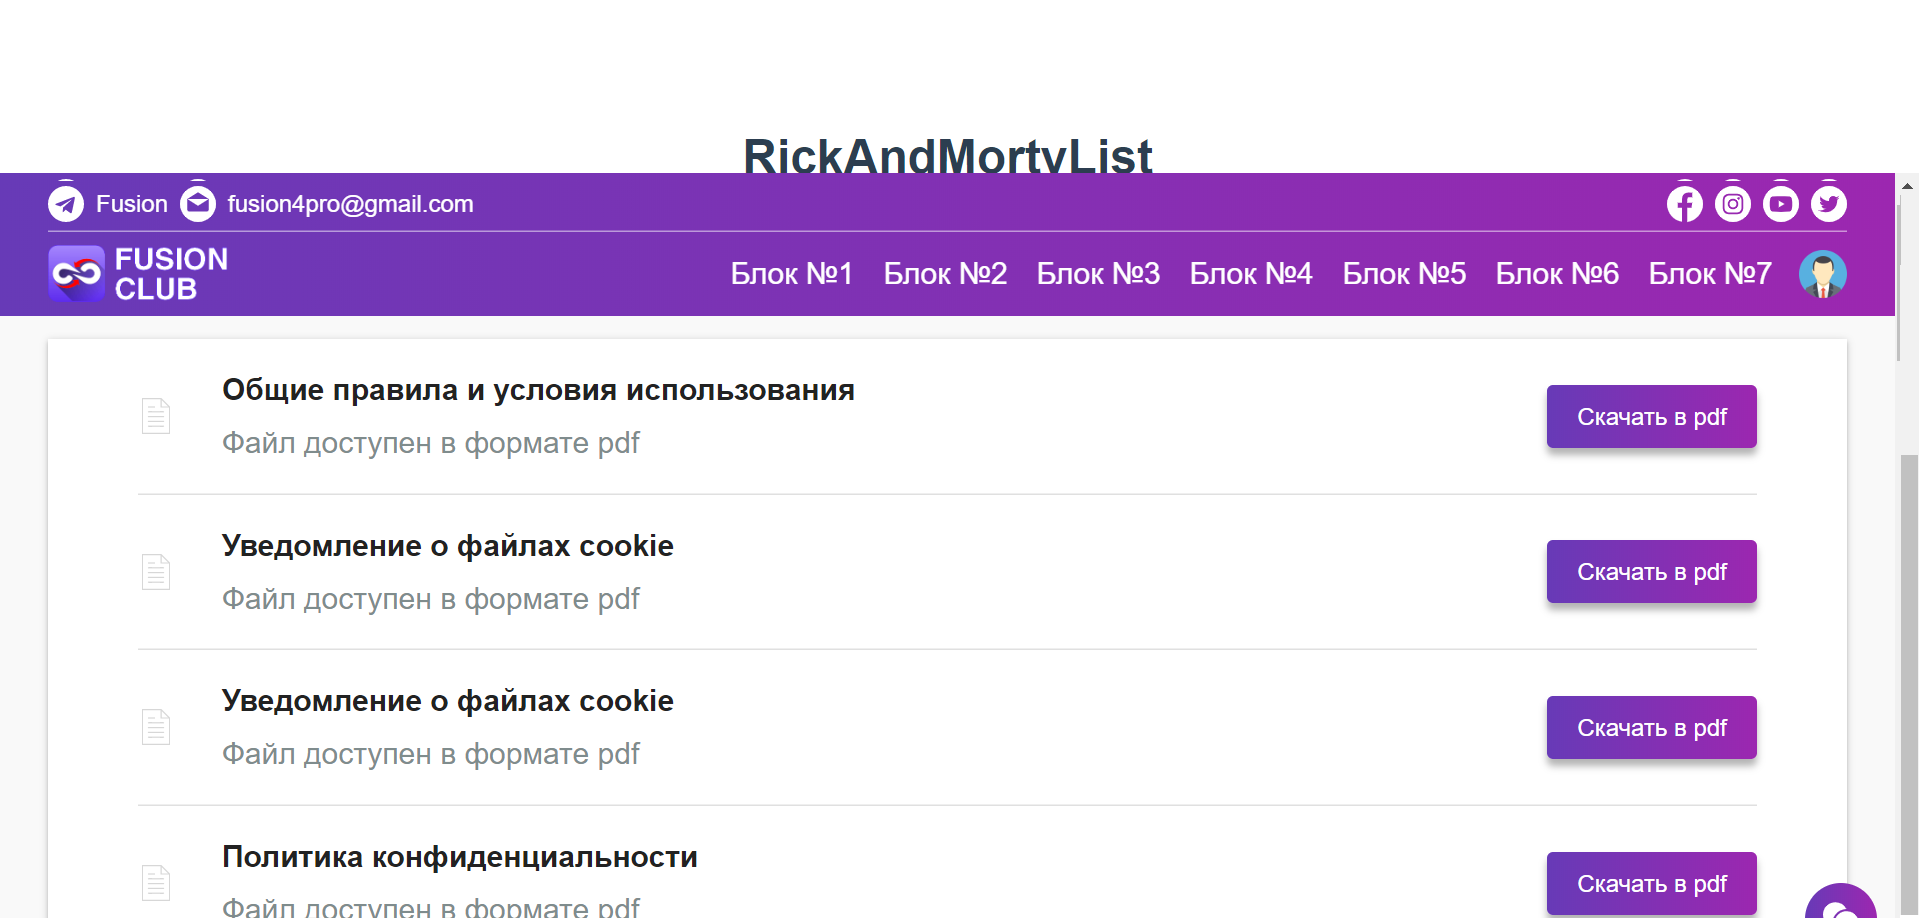 RickAndMortyList
Fusion fusion4pro@gmail.com
FUSION
CLUB
Блок №1 Блок №2 Блок №3 Блок №4 Блок №5 Блок №6 Блок №7
Общие правила и условия использования
Файл доступен в формате pdf
Скачать в pdf
Уведомление о файлах cookie
Файл доступен в формате pdf
Скачать в pdf
Уведомление о файлах cookie
Файл доступен в формате pdf
Скачать в pdf
Политика конфиденциальности
Файл доступен в формате pdf
Скачать в pdf